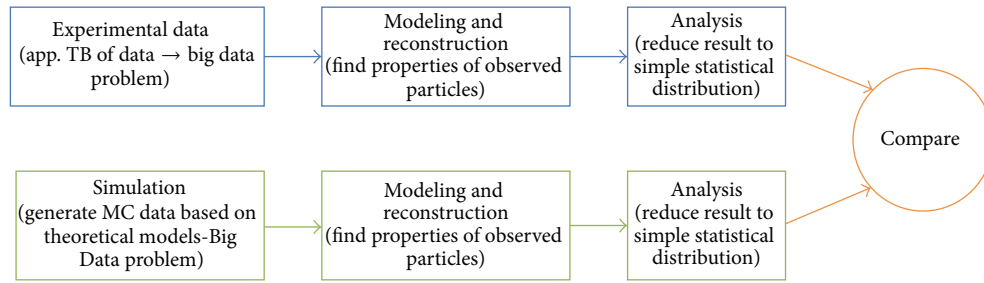 Experimental data
(app. TB of data → big data
problem)
Modeling and
reconstruction
(find properties of observed
particles)
Analysis
(reduce result to
simple statistical
distribution)
Compare
Simulation
(generate MC data based on
theoretical models-Big
Data problem)
Modeling and
reconstruction
(find properties of observed
particles)
Analysis
(reduce result to
simple statistical
distribution)